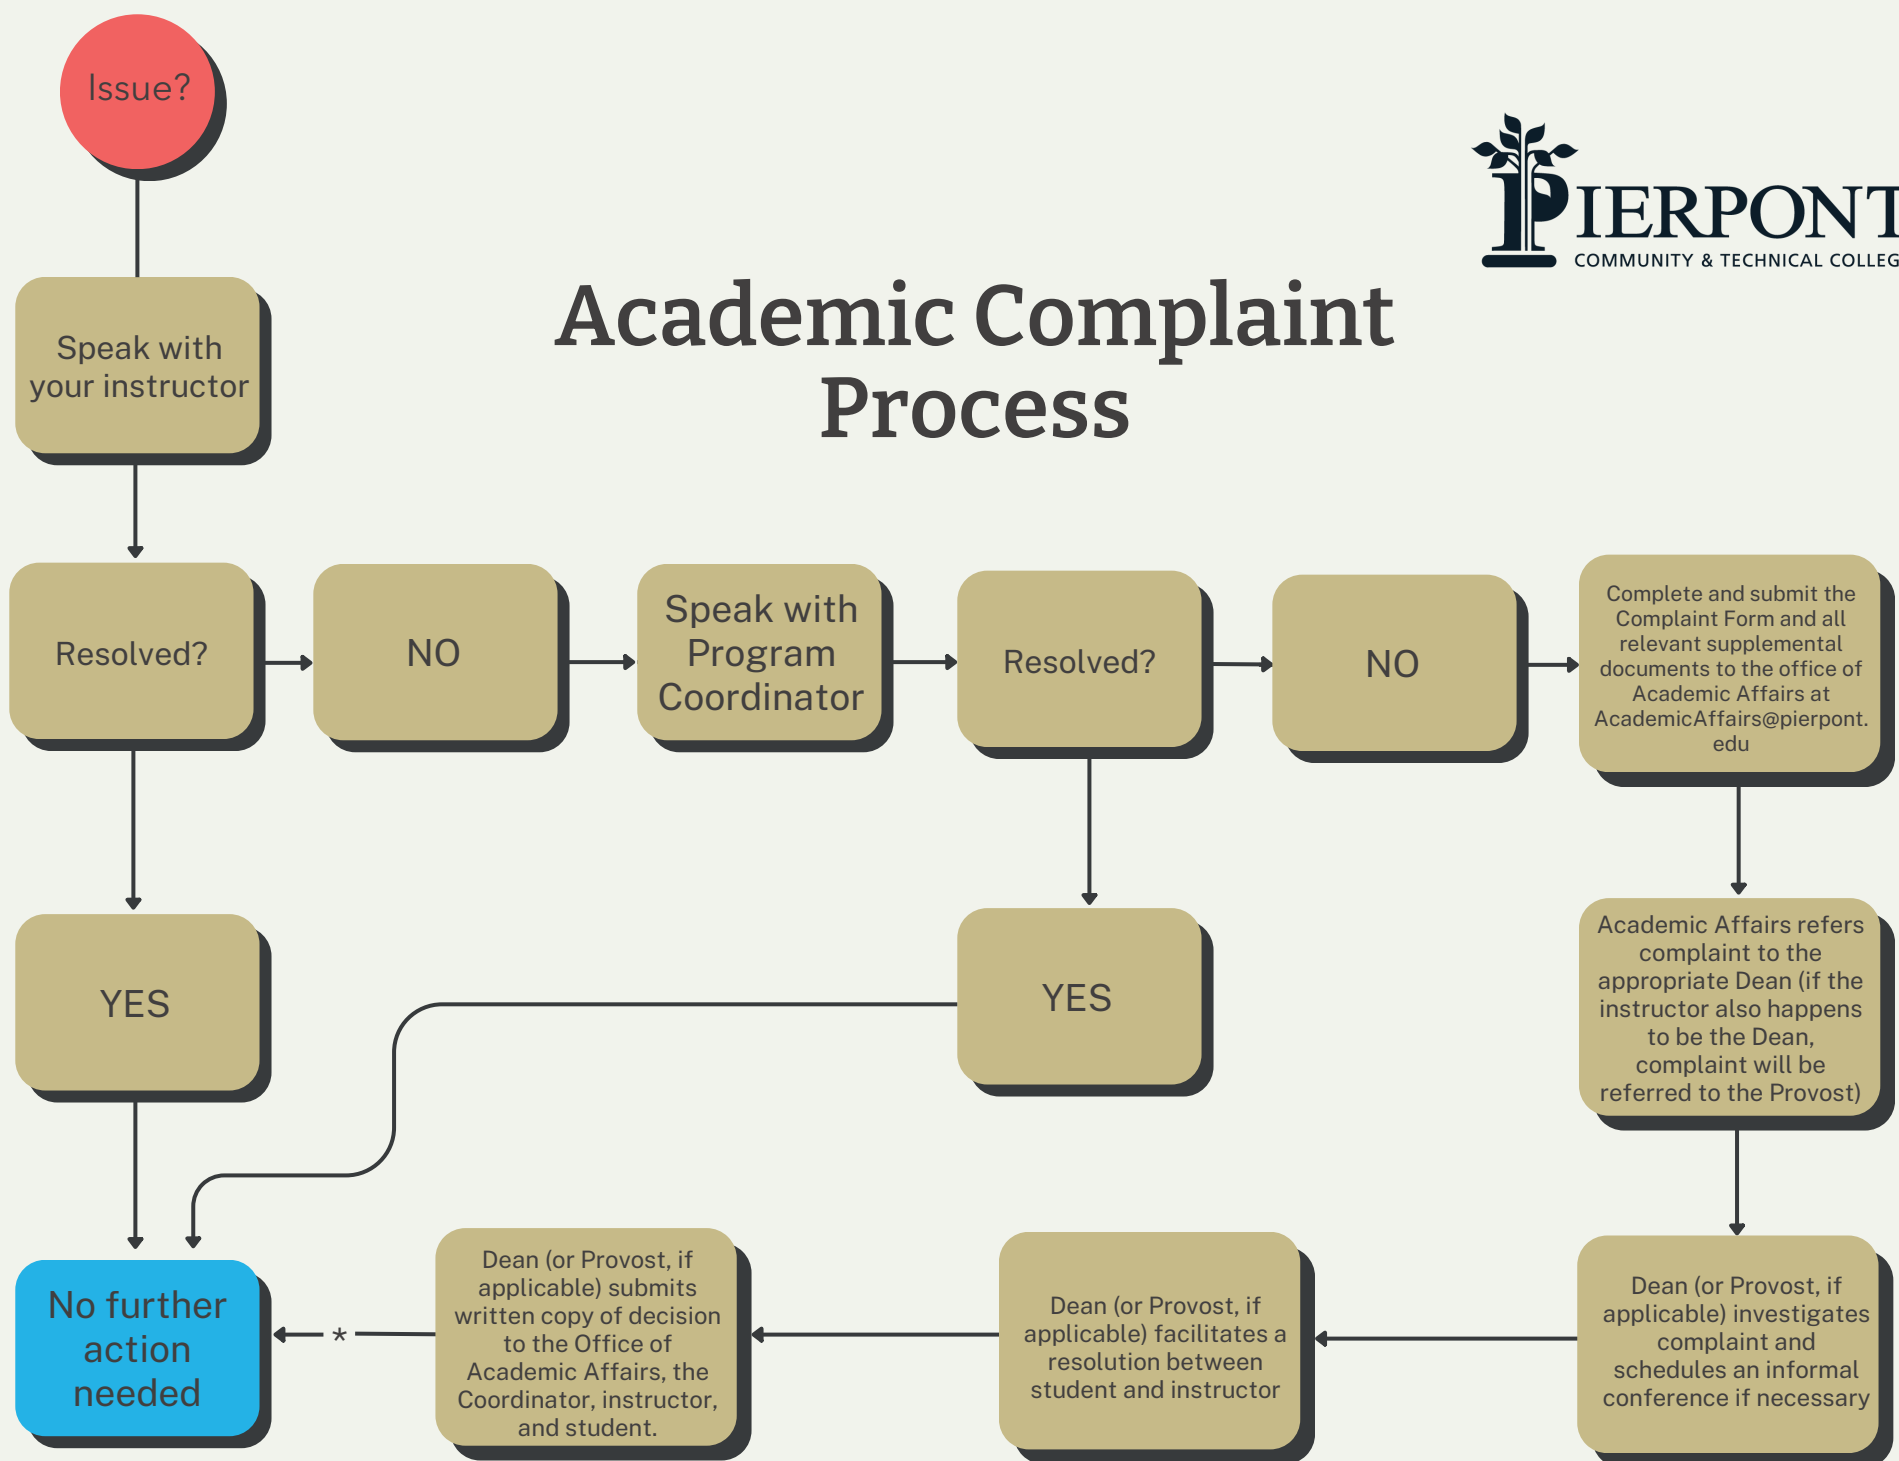 Issue?
PIERPONT
COMMUNITY & TECHNICAL COLLEG
Academic Complaint
Process
Speak with
your instructor
Resolved?
NO
Speak with
Program
Coordinator
Resolved?
NO
Complete and submit the
Complaint Form and all
relevant supplemental
documents to the office of
Academic Affairs at
AcademicAffairs@pierpont.
edu
YES
YES
Academic Affairs refers
complaint to the
appropriate Dean (if the
instructor also happens
to be the Dean,
complaint will be
referred to the Provost)
No further
action
needed
*
Dean (or Provost, if
applicable) submits
written copy of decision
to the Office of
Academic Affairs, the
Coordinator, instructor,
and student.
Dean (or Provost, if
applicable) facilitates a
resolution between
student and instructor
Dean (or Provost, if
applicable) investigates
complaint and
schedules an informal
conference if necessary